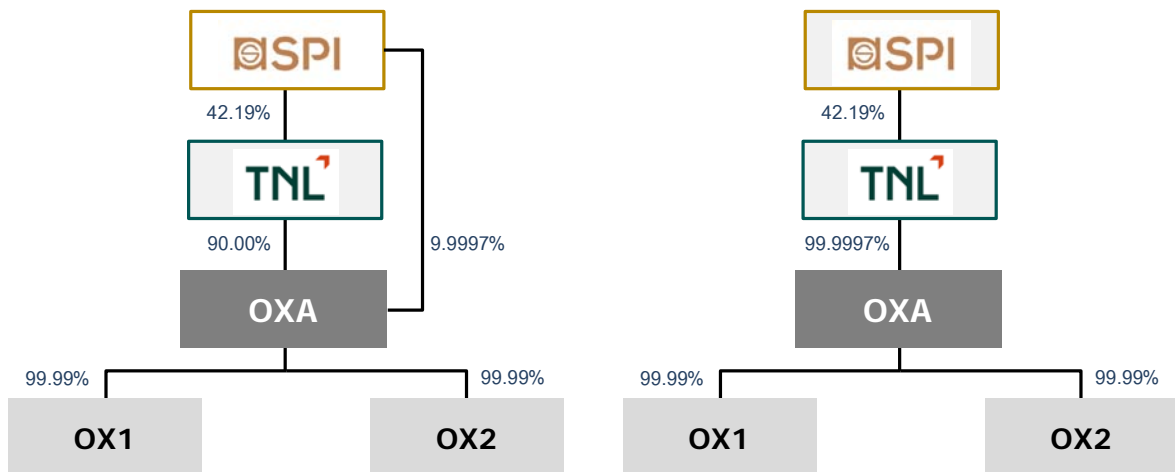 SPI
42.19%
TNL
90.00%
9.9997%
OXA
99.99%
99.99%
OX1
OX2
SPI
42.19%
TNL
99.9997%
OXA
99.99%
99.99%
OX1
OX2